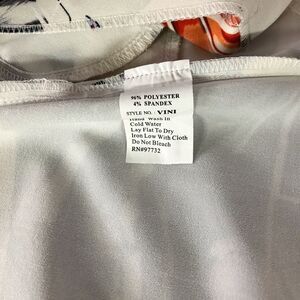 96% POLYESTER
4% SPANDEX
STYLE NO. VINI
Hand Wash In
Cold Water
Lay Flat To Dry
Iron Low With Cloth
Do Not Bleach
RN#97732